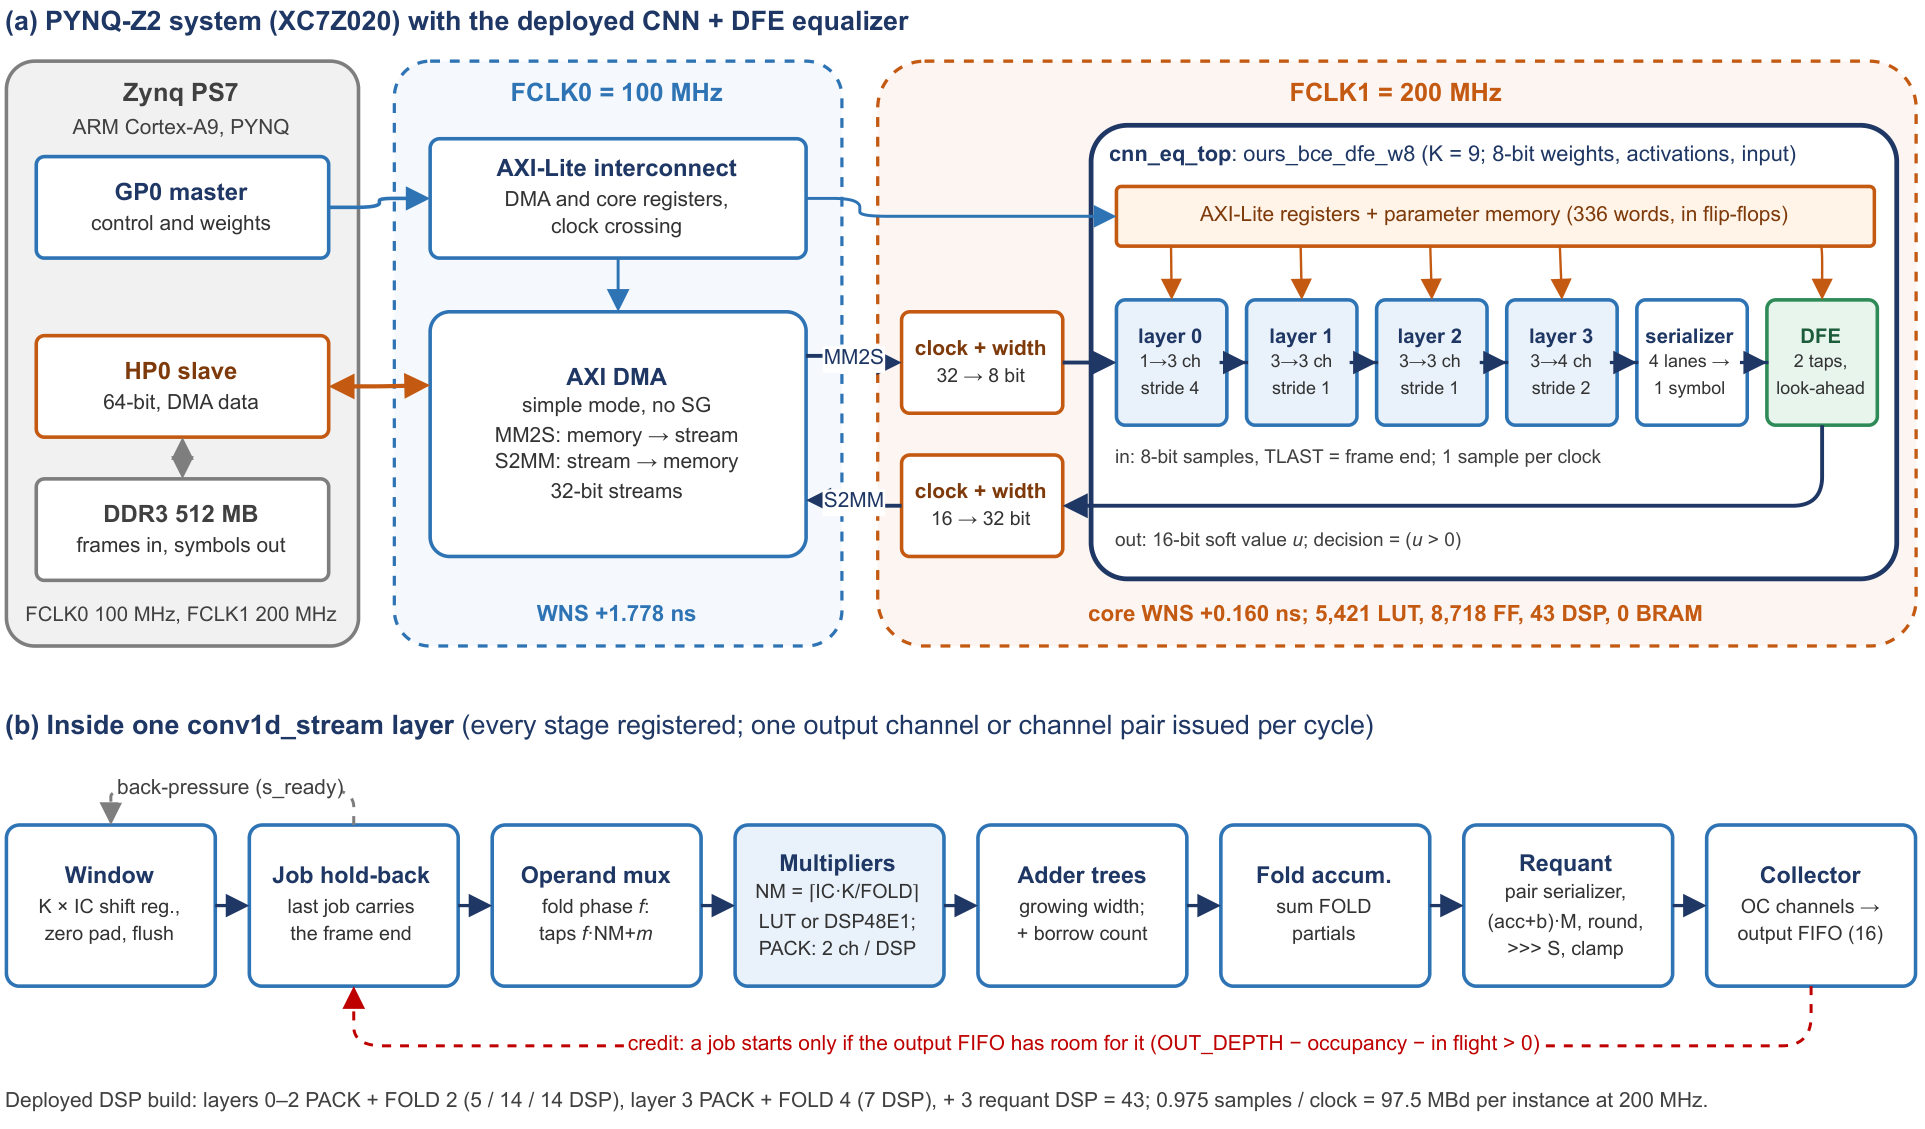 (a) PYNQ-Z2 system (XC7Z020) with the deployed CNN + DFE equalizer
Zynq PS7
ARM Cortex-A9, PYNQ
GP0 master
control and weights
HP0 slave
64-bit, DMA data
DDR3 512 MB
frames in, symbols out
FCLK0 100 MHz, FCLK1 200 MHz
FCLK0 = 100 MHz
AXI-Lite interconnect
DMA and core registers,
clock crossing
AXI DMA
simple mode, no SG
MM2S: memory → stream
S2MM: stream → memory
32-bit streams
WNS +1.778 ns
MM2S
S2MM
FCLK1 = 200 MHz
clock + width
32 → 8 bit
clock + width
16 → 32 bit
cnn_eq_top: ours_bce_dfe_w8 (K = 9; 8-bit weights, activations, input)
AXI-Lite registers + parameter memory (336 words, in flip-flops)
layer 0
1→3 ch
stride 4
layer 1
3→3 ch
stride 1
layer 2
3→3 ch
stride 1
layer 3
3→4 ch
stride 2
serializer
4 lanes →
1 symbol
DFE
2 taps,
look-ahead
in: 8-bit samples, TLAST = frame end; 1 sample per clock
out: 16-bit soft value u; decision = (u > 0)
core WNS +0.160 ns; 5,421 LUT, 8,718 FF, 43 DSP, 0 BRAM
(b) Inside one conv1d_stream layer (every stage registered; one output channel or channel pair issued per cycle)
back-pressure (s_ready)
Window
K × IC shift reg.,
zero pad, flush
Job hold-back
last job carries
the frame end
Operand mux
fold phase f:
taps f·NM+m
Multipliers
NM = ⌈IC·K/FOLD⌉
LUT or DSP48E1;
PACK: 2 ch / DSP
Adder trees
growing width;
+ borrow count
Fold accum.
sum FOLD
partials
Requant
pair serializer,
(acc+b)·M, round,
>>> S, clamp
Collector
OC channels →
output FIFO (16)
credit: a job starts only if the output FIFO has room for it (OUT_DEPTH − occupancy − in flight > 0)
Deployed DSP build: layers 0–2 PACK + FOLD 2 (5 / 14 / 14 DSP), layer 3 PACK + FOLD 4 (7 DSP), + 3 requant DSP = 43; 0.975 samples / clock = 97.5 MBd per instance at 200 MHz.